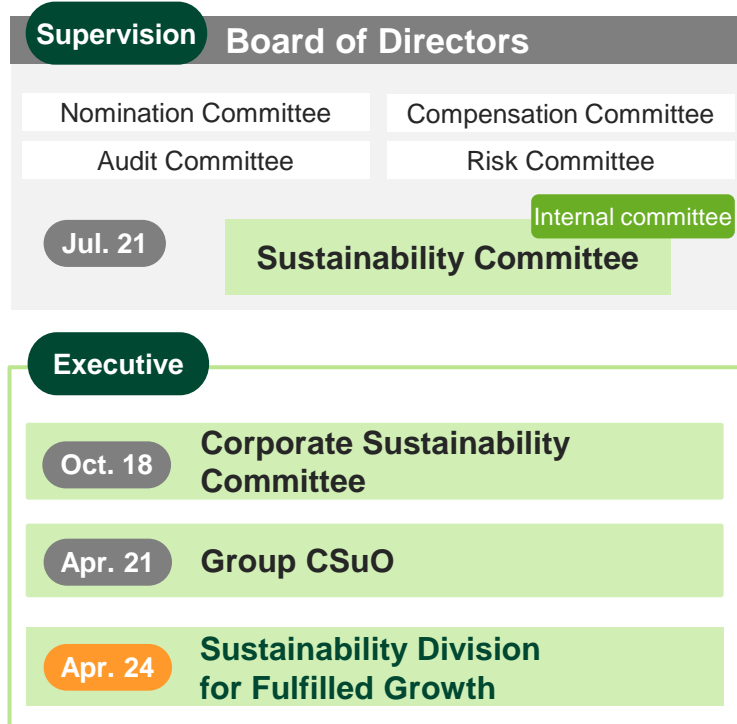 Supervision
Board of Directors
Nomination Committee
Compensation Committee
Audit Committee
Risk Committee
Internal committee
Jul. 21
Sustainability Committee
Executive
Oct. 18
Corporate Sustainability
Committee
Apr. 21
Group CSuO
Apr. 24
Sustainability Division
for Fulfilled Growth